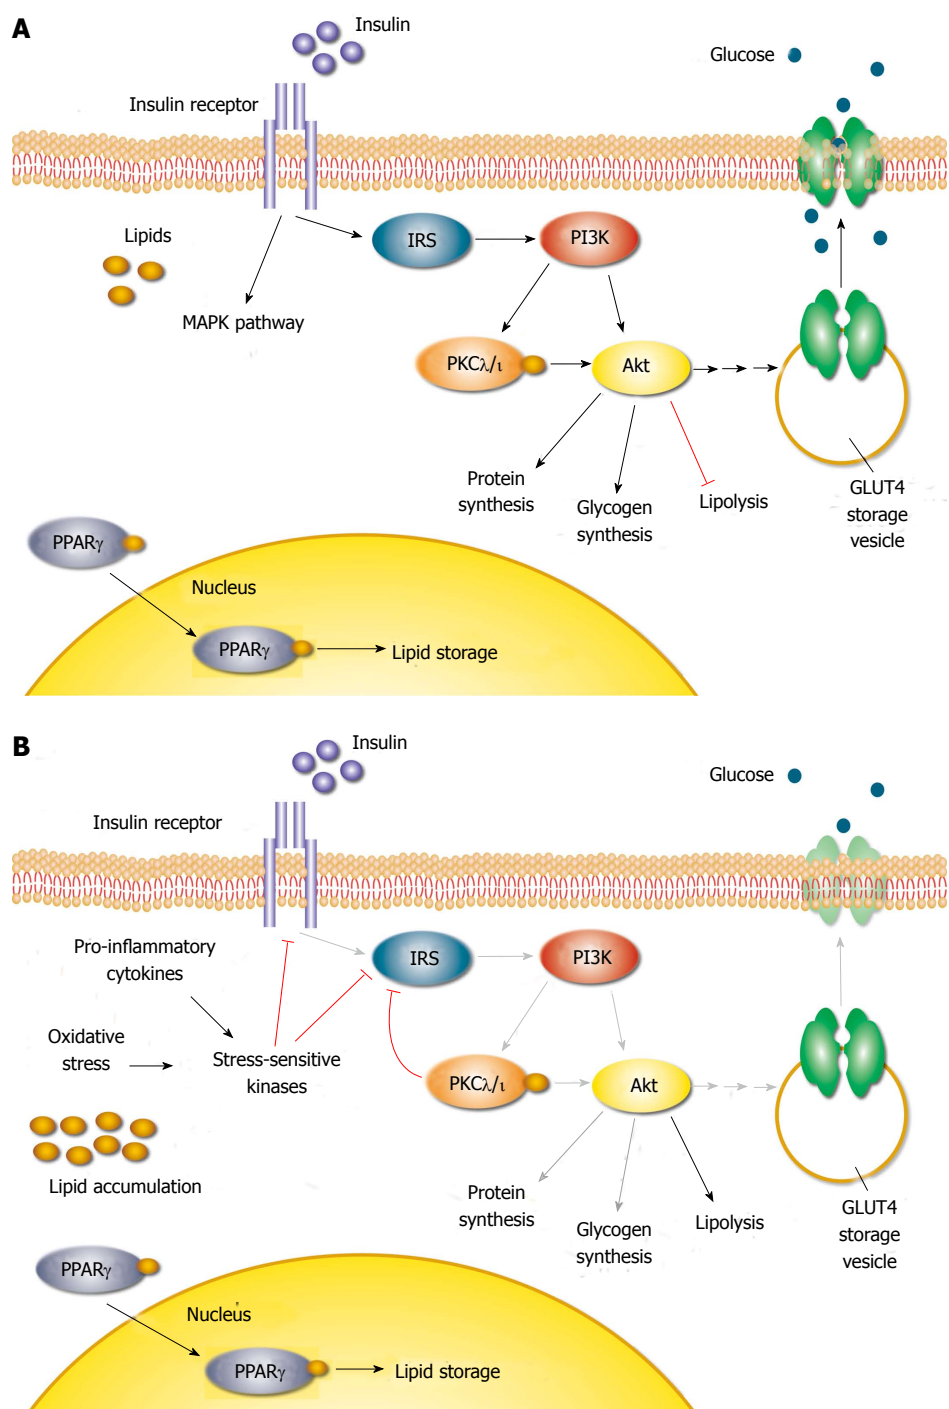 A
Insulin
Glucose
Insulin receptor
Lipids
IRS
PI3K
MAPK pathway
PKCλ/ι
Akt
Protein
synthesis
Glycogen
synthesis
Lipolysis
GLUT4
storage
vesicle
PPARγ
Nucleus
PPARγ
Lipid storage
B
Insulin
Glucose
Insulin receptor
Pro-inflammatory
cytokines
IRS
PI3K
Oxidative
stress
Stress-sensitive
kinases
PKCλ/ι
Akt
Lipid accumulation
Protein
synthesis
Glycogen
synthesis
Lipolysis
GLUT4
storage
vesicle
PPARγ
Nucleus
PPARγ
Lipid storage